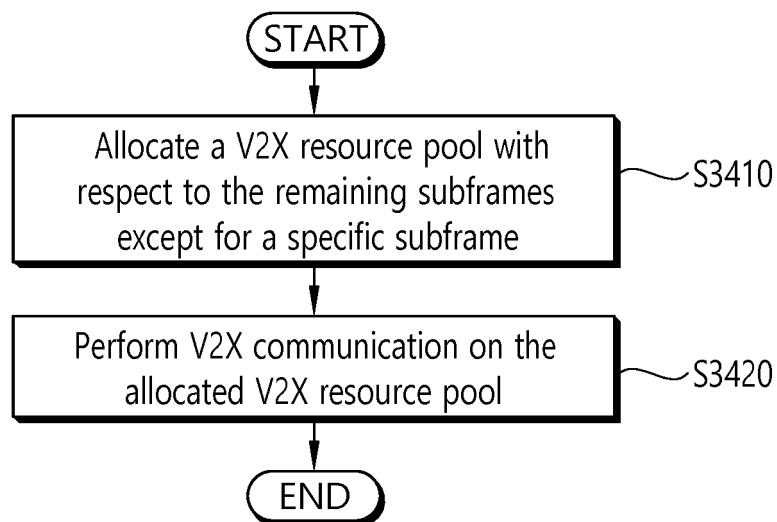 START
Allocate a V2X resource pool with
respect to the remaining subframes
except for a specific subframe
S3410
Perform V2X communication on the
allocated V2X resource pool
S3420
END